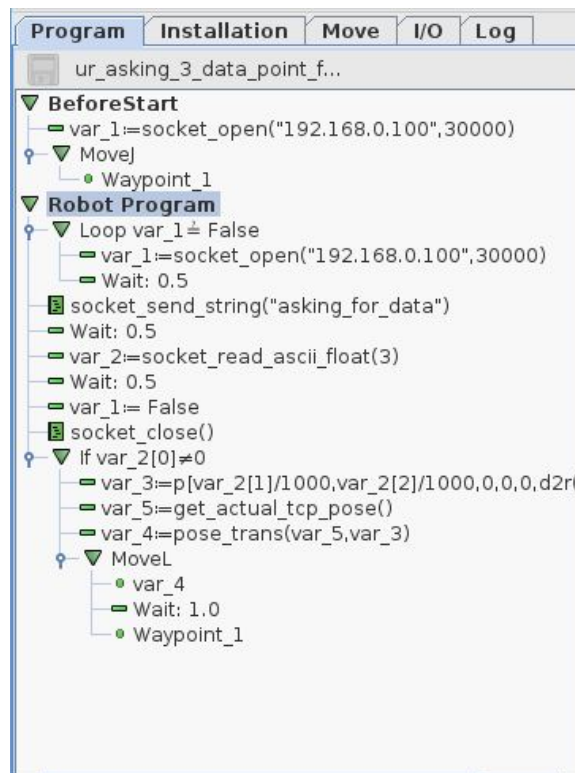 Program Installation Move I/O Log
ur_asking_3_data_point_f...
BeforeStart
var_1:=socket_open("192.168.0.100",30000)
MoveJ
Waypoint_1
Robot Program
Loop var_1≟ False
var_1:=socket_open("192.168.0.100",30000)
Wait: 0.5
socket_send_string("asking_for_data")
Wait: 0.5
var_2:=socket_read_ascii_float(3)
Wait: 0.5
var_1:= False
socket_close()
If var_2[0]≠0
var_3:=p[var_2[1]/1000,var_2[2]/1000,0,0,0,d2r(
var_5:=get_actual_tcp_pose()
var_4:=pose_trans(var_5,var_3)
MoveL
var_4
Wait: 1.0
Waypoint_1